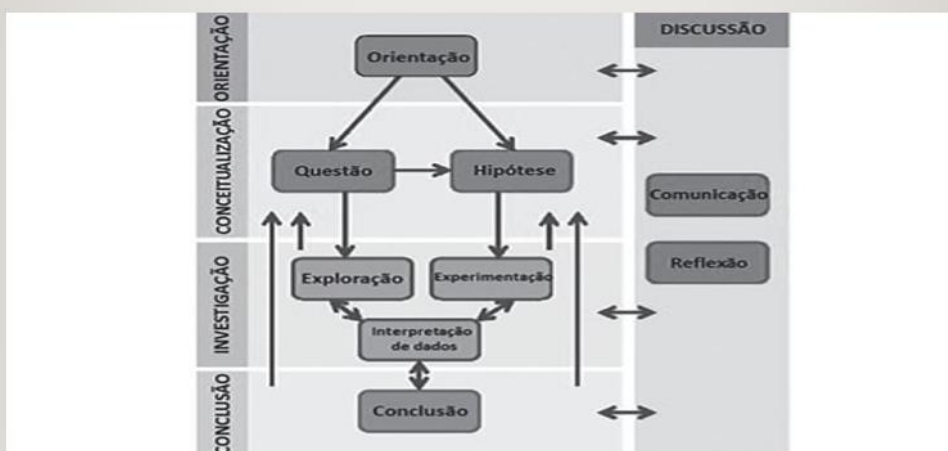 ORIENTAÇÃO
Orientação
DISCUSSÃO
CONCEITUALIZAÇÃO
Questão
Hipótese
Comunicação
Reflexão
INVESTIGAÇÃO
Exploração
Experimentação
Interpretação
de dados
CONCLUSÃO
Conclusão